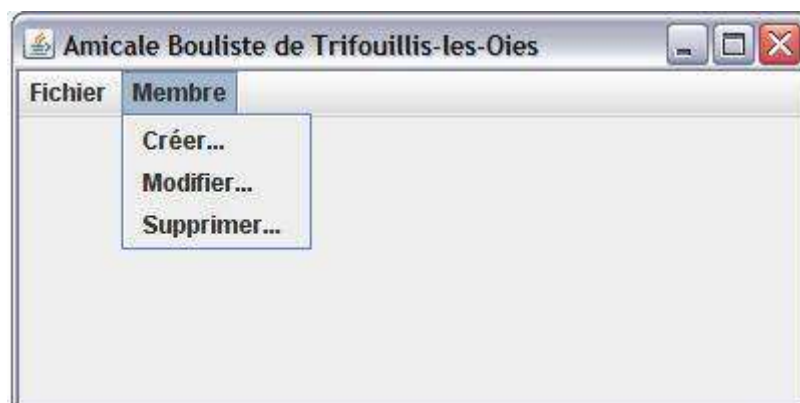 Amicale Bouliste de Trifouillis-les-Oies
Fichier Membre
Créer...
Modifier...
Supprimer...